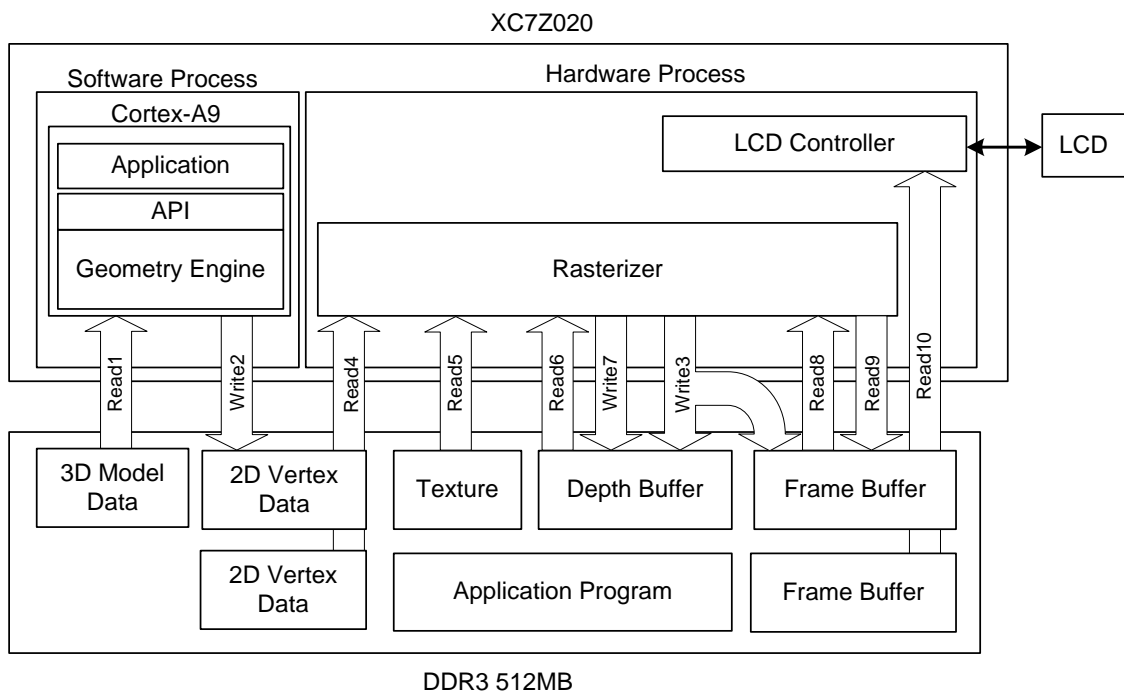 XC7Z020
Software Process
Hardware Process
Cortex-A9
Application
API
Geometry Engine
LCD Controller
LCD
Rasterizer
Read1
Write2
Read4
Read5
Read6
Write7
Write3
Read8
Read9
Read10
3D Model
Data
2D Vertex
Data
Texture
Depth Buffer
Frame Buffer
2D Vertex
Data
Application Program
Frame Buffer
DDR3 512MB